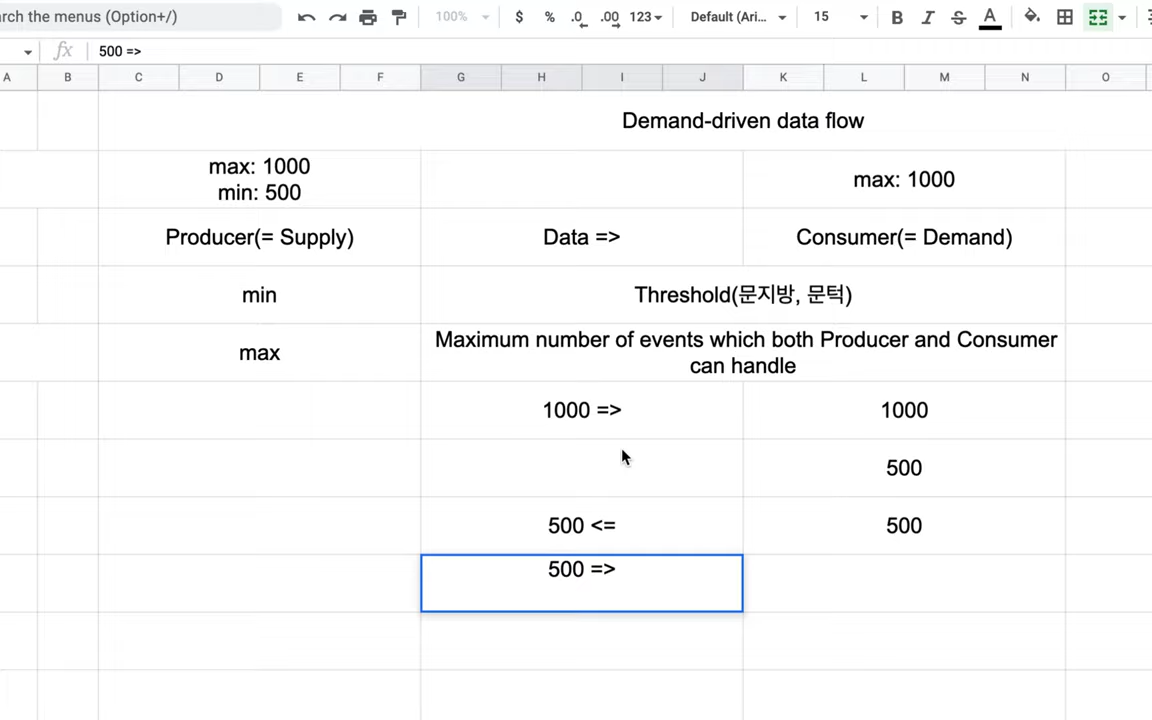 rch the menus (Option+/)
100%
$
%
.0
.00
123
Default (Ari...
15
B
I
S
A
fx
500 =>
A
B
C
D
E
F
G
H
I
J
K
L
M
N
O
Demand-driven data flow
max: 1000
min: 500
max: 1000
Producer(= Supply)
Data =>
Consumer(= Demand)
min
Threshold(문지방, 문턱)
max
Maximum number of events which both Producer and Consumer
can handle
1000 =>
1000
500
500 <=
500
500 =>